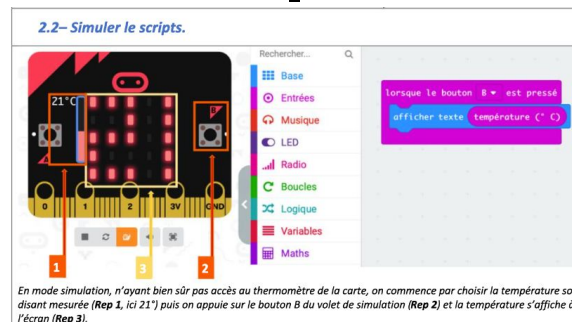 2.2– Simuler le scripts.
Rechercher...
21°C
B
0 1 2 3V GND
1
3
2
Base
Entrées
Musique
LED
Radio
Boucles
Logique
Variables
Maths
lorsque le bouton B est pressé
afficher texte température (° C)
En mode simulation, n'ayant bien sûr pas accès au thermomètre de la carte, on commence par choisir la température
disant mesurée (Rep 1, ici 21°) puis on appuie sur le bouton B du volet de simulation (Rep 2) et la température s'affiche à
l'écran (Rep 3).